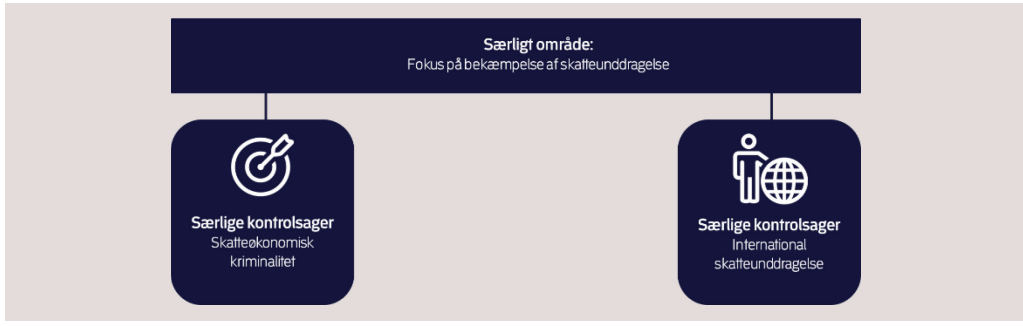 Særligt område:
Fokus på bekæmpelse af skatteunddragelse
Særlige kontrolsager
Skatteøkonomisk
kriminalitet
Særlige kontrolsager
International
skatteunddragelse